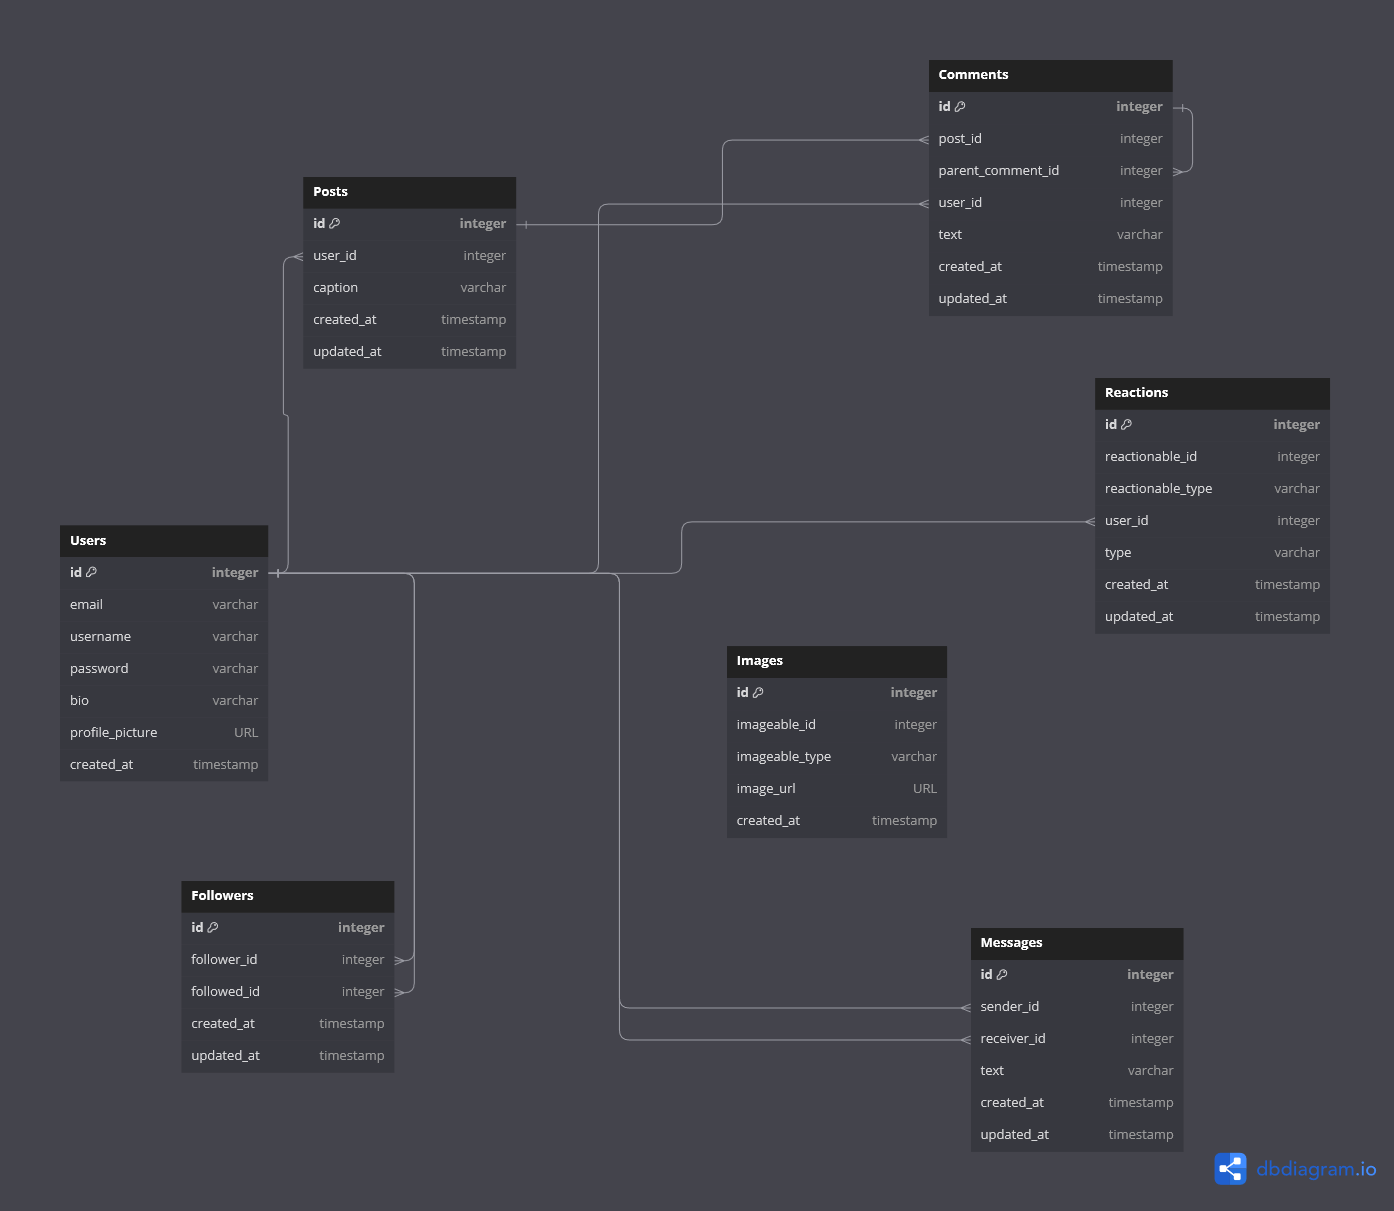 Comments
id integer
post_id integer
parent_comment_id integer
user_id integer
text varchar
created_at timestamp
updated_at timestamp
Posts
id integer
user_id integer
caption varchar
created_at timestamp
updated_at timestamp
Reactions
id integer
reactionable_id integer
reactionable_type varchar
user_id integer
type varchar
created_at timestamp
updated_at timestamp
Users
id integer
email varchar
username varchar
password varchar
bio varchar
profile_picture URL
created_at timestamp
Images
id integer
imageable_id integer
imageable_type varchar
image_url URL
created_at timestamp
Followers
id integer
follower_id integer
followed_id integer
created_at timestamp
updated_at timestamp
Messages
id integer
sender_id integer
receiver_id integer
text varchar
created_at timestamp
updated_at timestamp
dbdiagram.io